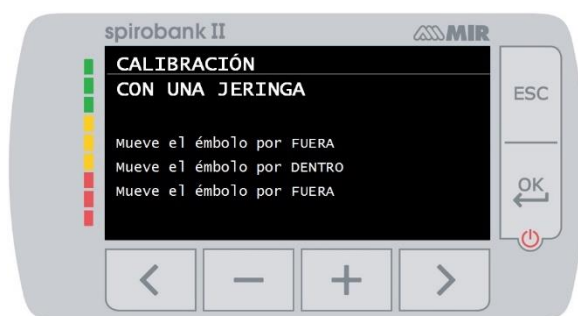 spirobank II
MIR
CALIBRACIÓN
CON UNA JERINGA
Mueve el émbolo por FUERA
Mueve el émbolo por DENTRO
Mueve el émbolo por FUERA
ESC
OK